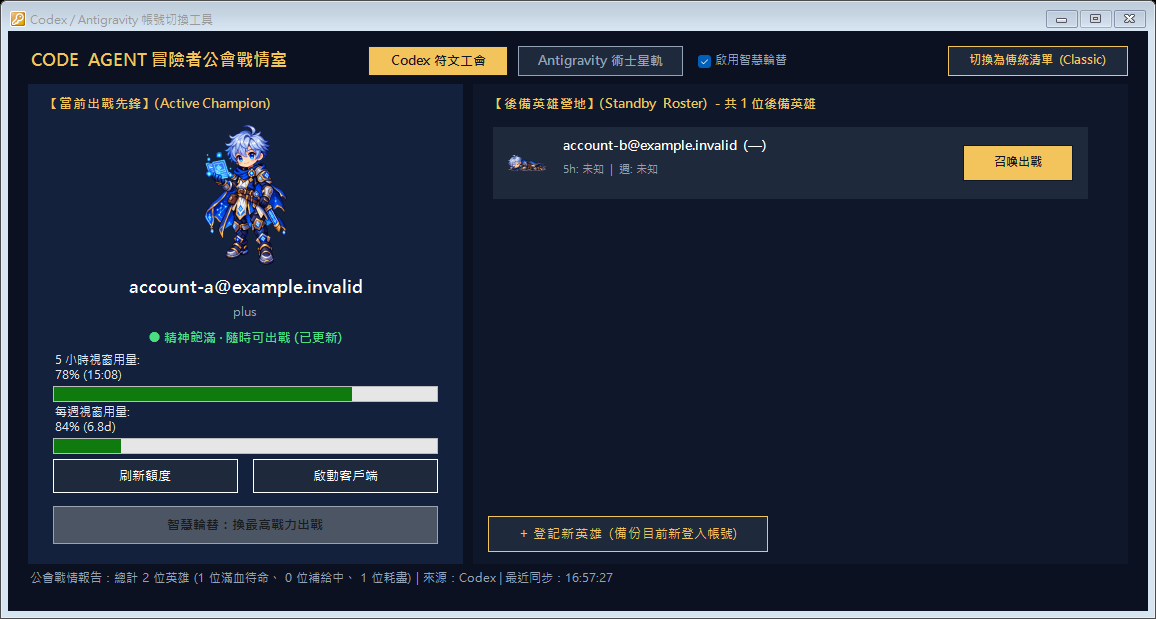 Codex / Antigravity 帳號切換工具
CODE AGENT 冒險者公會戰情室
Codex 符文工會
Antigravity 術士星軌
啟用智慧輪替
切換為傳統清單 (Classic)
【當前出戰先鋒】(Active Champion)
account-a@example.invalid
plus
精神飽滿 · 隨時可出戰 (已更新)
5 小時視窗用量:
78% (15:08)
每週視窗用量:
84% (6.8d)
刷新額度
啟動客戶端
智慧輪替：換最高戰力出戰
【後備英雄營地】(Standby Roster) - 共 1 位後備英雄
account-b@example.invalid (—)
5h: 未知 | 週: 未知
召喚出戰
+ 登記新英雄 (備份目前新登入帳號)
公會戰情報告：總計 2 位英雄 (1 位滿血待命、 0 位補給中、 1 位耗盡) | 來源：Codex | 最近同步：16:57:27